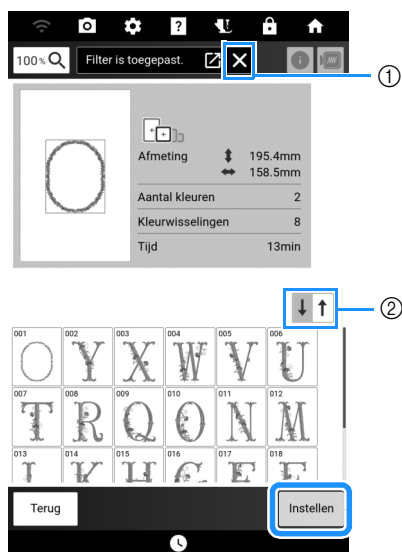 ?
100% Filter is toegepast.
①
Afmeting 195.4mm
158.5mm
Aantal kleuren 2
Kleurwisselingen 8
Tijd 13min
②
001 002 003 004 005 006
O Y X W V U
007 008 009 010 011 012
T R Q O N M
013 014 015 016 017 018
Terug Instellen